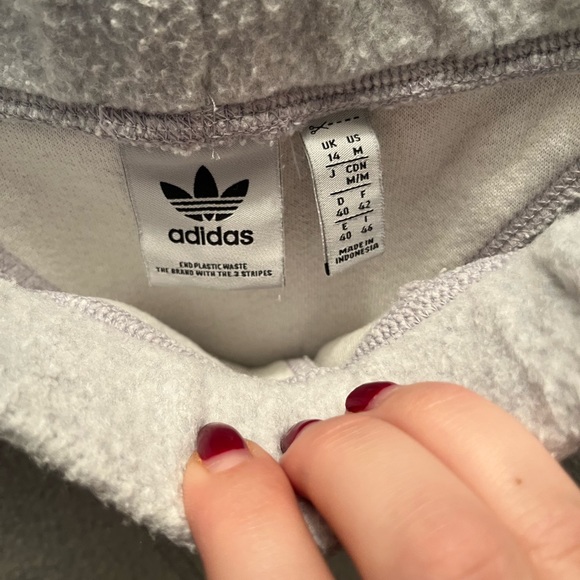 adidas
END PLASTIC WASTE
THE BRAND WITH THE 3 STRIPES
UK US
14 M
J CDN
M/M
D F
40 42
E I
40 46
MADE IN
INDONESIA